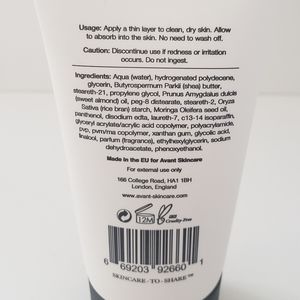 Usage: Apply a thin layer to clean, dry skin. Allow
to absorb into the skin. No need to wash off.
Caution: Discontinue use if redness or irritation
occurs. Do not ingest.
Ingredients: Aqua (water), hydrogenated polydecene,
glycerin, Butyrospermum Parkii (shea) butter,
steareth-21, propylene glycol, Prunus Amygdalus dulcis
(sweet almond) oil, peg-8 distearate, steareth-2, Oryza
Sativa (rice bran) starch, Moringa Oleifera seed oil,
panthenol, disodium edta, laureth-7, c13-14 isoparaffin,
glyceryl acrylate/acrylic acid copolymer, polyacrylamide,
pvp, pvm/ma copolymer, xanthan gum, glycolic acid,
linalool, parfum (fragrance), ethylhexylglycerin, sodium
dehydroacetate, phenoxyethanol.
Made in the EU for Avant Skincare
For external use only
166 College Road, HA1 1BH
London, England
www.avant-skincare.com
12M
Cruelty Free
6 69203 92660 1
SKINCARE-TO-SHARE™